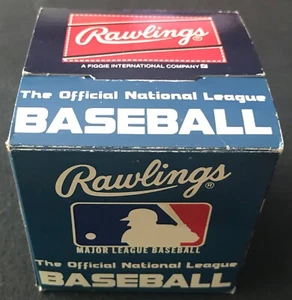 Rawlings®
A FIGGIE INTERNATIONAL COMPANY
The Official National League
BASEBALL
Rawlings®
MAJOR LEAGUE BASEBALL
The Official National League
BASEBALL